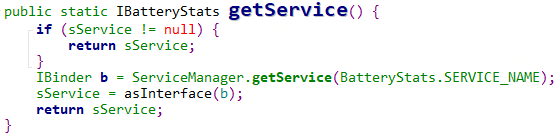 public static IBatteryStats getService() {
if (sService != null) {
return sService;
}
IBinder b = ServiceManager.getService(BatteryStats.SERVICE_NAME);
sService = asInterface(b);
return sService;
}